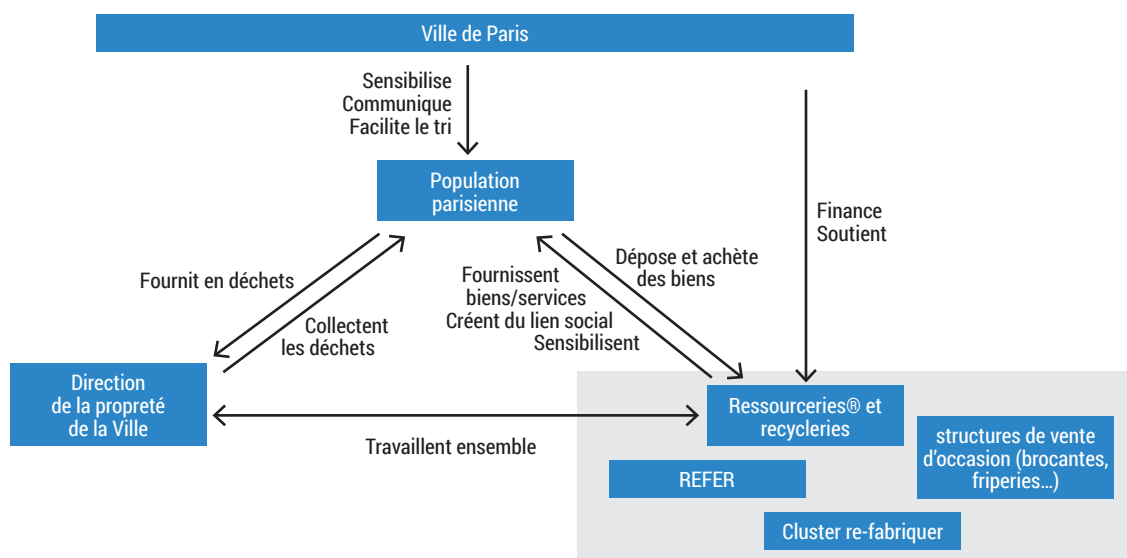 Ville de Paris
Sensibilise
Communique
Facilite le tri
Population
parisienne
Finance
Soutient
Fournit en déchets
Collectent
les déchets
Fournissent
biens/services
Créent du lien social
Sensibilisent
Dépose et achète
des biens
Direction
de la propreté
de la Ville
Travaillent ensemble
Ressourceries® et
recycleries
structures de vente
d'occasion (brocantes,
friperies…)
REFER
Cluster re-fabriquer